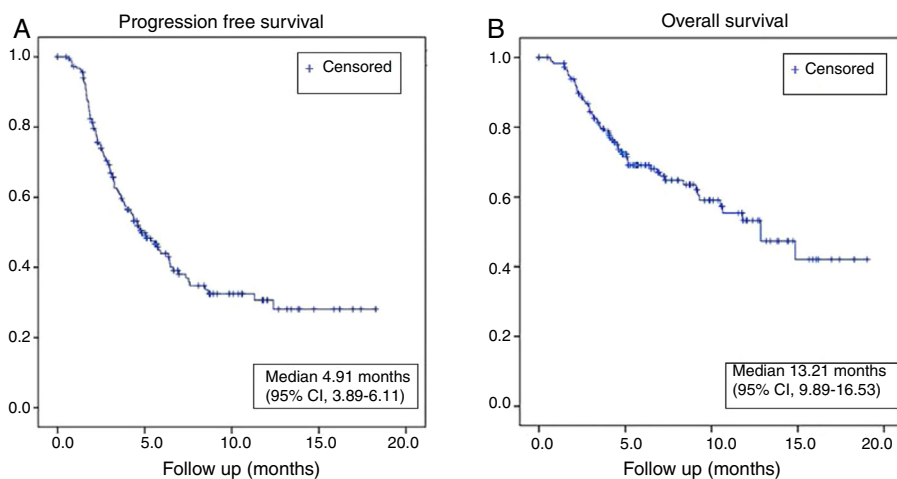 A
Progression free survival
Censored
1.0
0.8
0.6
0.4
0.2
0.0
Median 4.91 months
(95% CI, 3.89-6.11)
0.0 5.0 10.0 15.0 20.0
Follow up (months)
B
Overall survival
Censored
1.0
0.8
0.6
0.4
0.2
0.0
Median 13.21 months
(95% CI, 9.89-16.53)
0.0 5.0 10.0 15.0 19.0
Follow up (months)